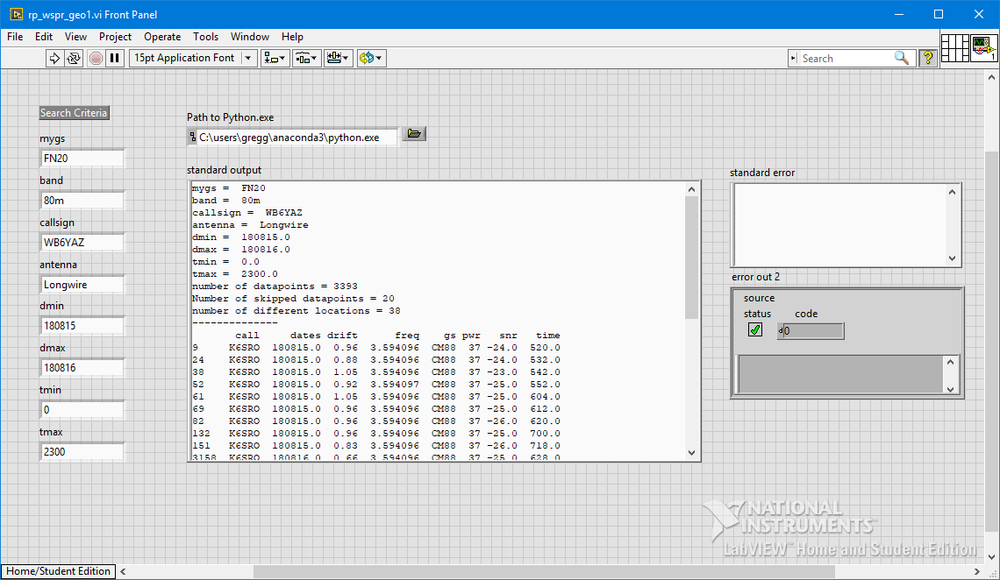 rp_wspr_geo1.vi Front Panel
File Edit View Project Operate Tools Window Help
15pt Application Font
Search
?
1
Search Criteria
mygs
FN20
band
80m
callsign
WB6YAZ
antenna
Longwire
dmin
180815
dmax
180816
tmin
0
tmax
2300
Path to Python.exe
C:\users\gregg\anaconda3\python.exe
standard output
mygs = FN20
band = 80m
callsign = WB6YAZ
antenna = Longwire
dmin = 180815.0
dmax = 180816.0
tmin = 0.0
tmax = 2300.0
number of datapoints = 3393
Number of skipped datapoints = 20
number of different locations = 38
--------------
call dates drift freq gs pwr snr time
9 K6SRO 180815.0 0.96 3.594096 CM88 37 -24.0 520.0
24 K6SRO 180815.0 0.88 3.594096 CM88 37 -24.0 532.0
38 K6SRO 180815.0 1.05 3.594096 CM88 37 -23.0 542.0
52 K6SRO 180815.0 0.92 3.594097 CM88 37 -25.0 552.0
61 K6SRO 180815.0 1.05 3.594096 CM88 37 -25.0 604.0
69 K6SRO 180815.0 0.96 3.594096 CM88 37 -25.0 612.0
82 K6SRO 180815.0 0.96 3.594096 CM88 37 -26.0 620.0
132 K6SRO 180815.0 0.96 3.594096 CM88 37 -25.0 700.0
151 K6SRO 180815.0 0.83 3.594096 CM88 37 -26.0 718.0
3158 K6SRO 180816.0 0.66 3.594096 CM88 37 -25.0 628.0
standard error
error out 2
source
status code
d0
NATIONAL
INSTRUMENTS™
LabVIEW™ Home and Student Edition
Home/Student Edition